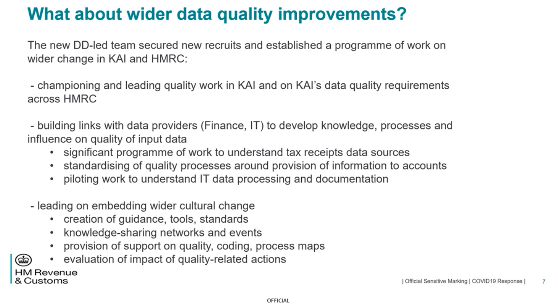 What about wider data quality improvements?
The new DD-led team secured new recruits and established a programme of work on
wider change in KAI and HMRC:
- championing and leading quality work in KAI and on KAI's data quality requirements
across HMRC
- building links with data providers (Finance, IT) to develop knowledge, processes and
influence on quality of input data
• significant programme of work to understand tax receipts data sources
• standardising of quality processes around provision of information to accounts
• piloting work to understand IT data processing and documentation
- leading on embedding wider cultural change
• creation of guidance, tools, standards
• knowledge-sharing networks and events
• provision of support on quality, coding, process maps
• evaluation of impact of quality-related actions
HM Revenue
& Customs
| Official Sensitive Marking | COVID19 Response | 7
OFFICIAL